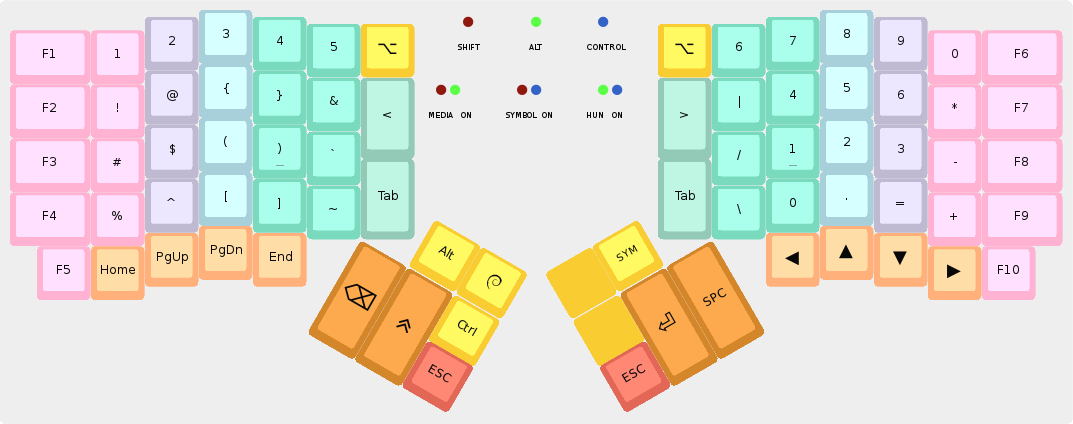 F1 1 2 3 4 5 ⌥ ⌥ 6 7 8 9 0 F6
SHIFT ALT CONTROL
F2 ! @ { } & < > | 4 5 6 * F7
MEDIA ON SYMBOL ON HUN ON
F3 # $ ( ) _ ` / 1 _ 2 3 - F8
F4 % ^ [ ] ~ Tab Tab \ 0 . = + F9
F5 Home PgUp PgDn End ◀ ▲ ▼ ▶ F10
Alt SYM
Ctrl SPC
ESC ESC